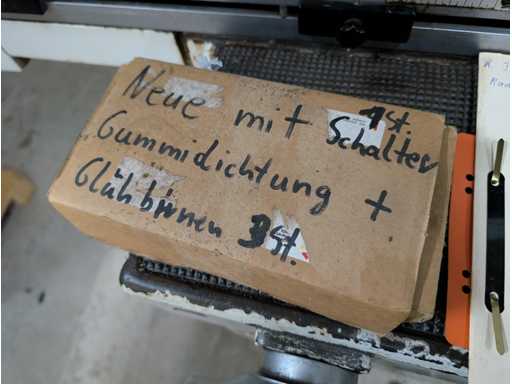 Neue mit 1St.
Schalter
Gummidichtung +
Glühbirnen 3St.